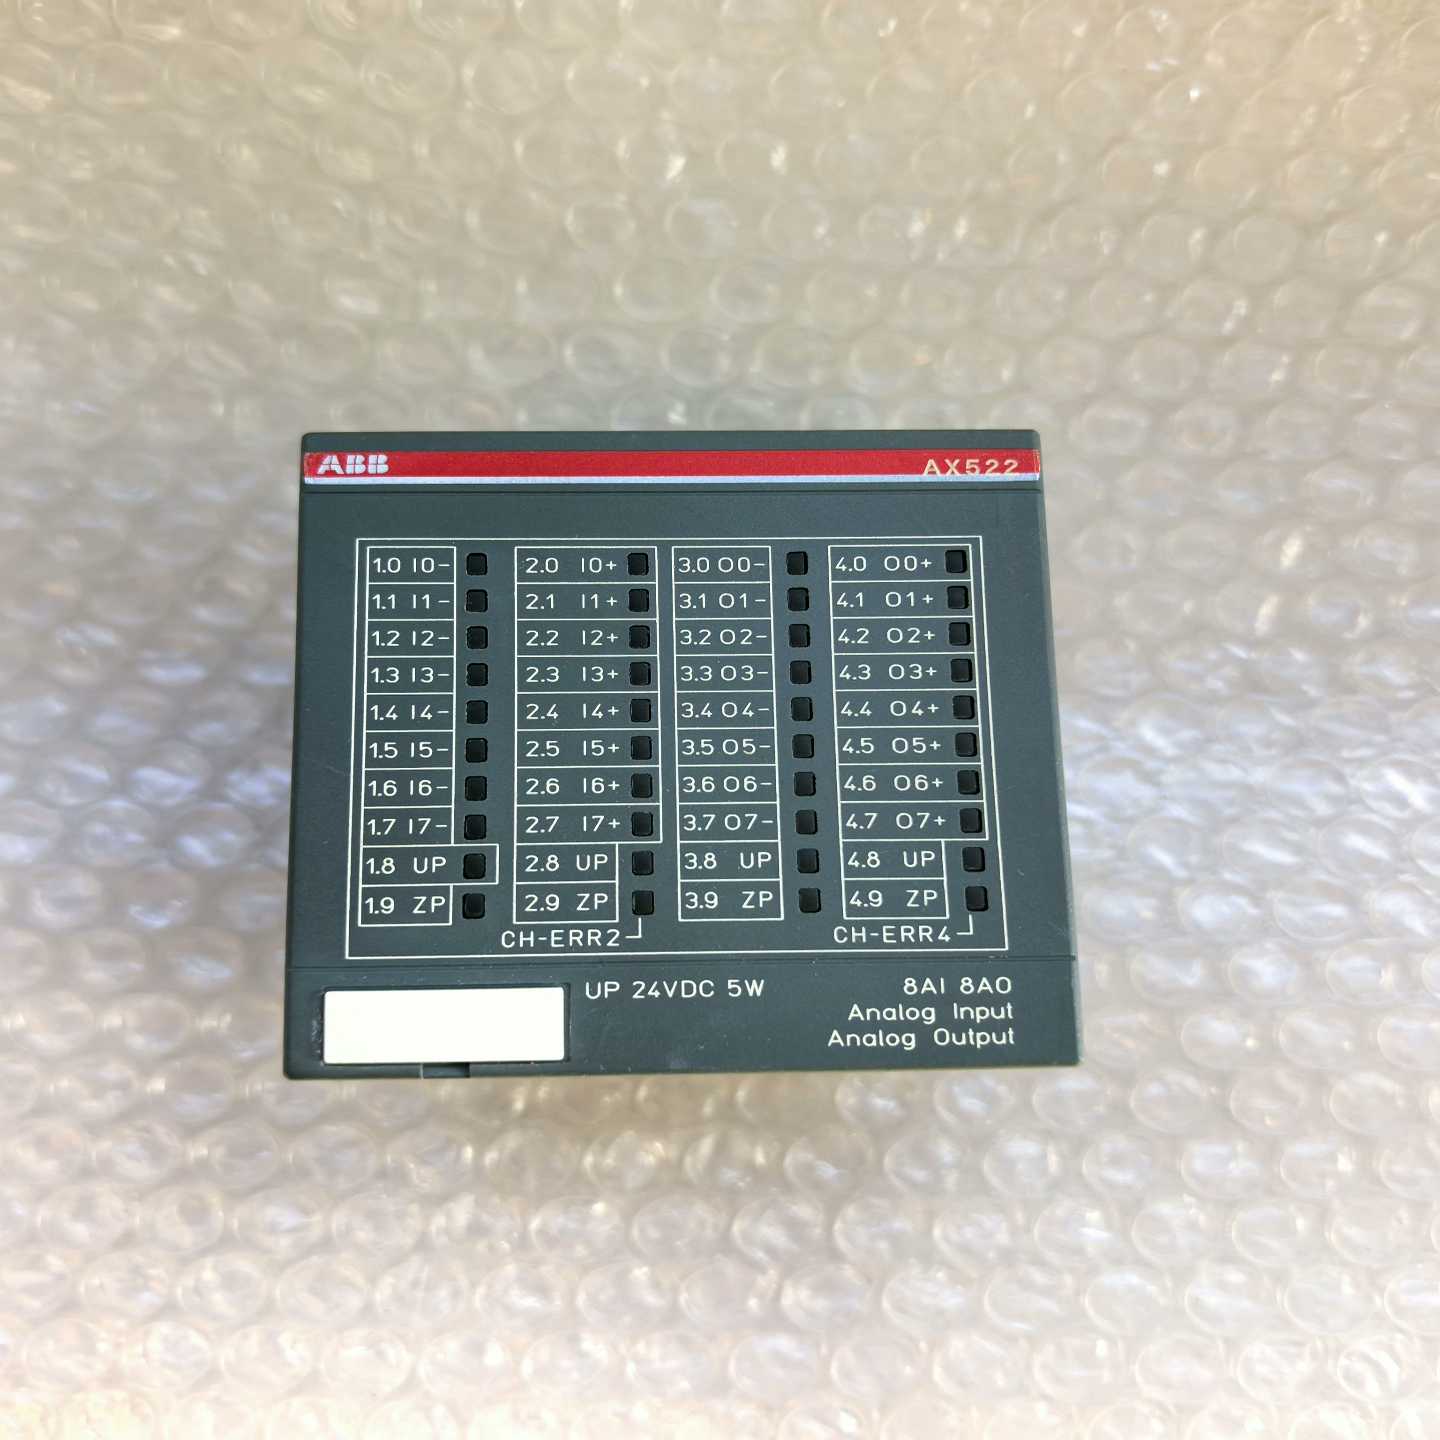 ABB AX522
1.0 I0- 2.0 I0+ 3.0 O0- 4.0 O0+
1.1 I1- 2.1 I1+ 3.1 O1- 4.1 O1+
1.2 I2- 2.2 I2+ 3.2 O2- 4.2 O2+
1.3 I3- 2.3 I3+ 3.3 O3- 4.3 O3+
1.4 I4- 2.4 I4+ 3.4 O4- 4.4 O4+
1.5 I5- 2.5 I5+ 3.5 O5- 4.5 O5+
1.6 I6- 2.6 I6+ 3.6 O6- 4.6 O6+
1.7 I7- 2.7 I7+ 3.7 O7- 4.7 O7+
1.8 UP 2.8 UP 3.8 UP 4.8 UP
1.9 ZP 2.9 ZP 3.9 ZP 4.9 ZP
CH-ERR2 CH-ERR4
UP 24VDC 5W 8AI 8AO
Analog Input
Analog Output